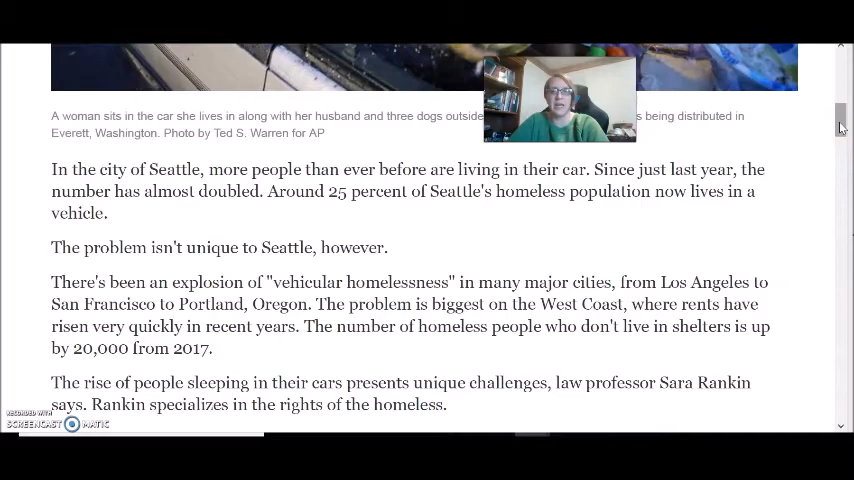 A woman sits in the car she lives in along with her husband and three dogs outside s being distributed in
Everett, Washington. Photo by Ted S. Warren for AP
In the city of Seattle, more people than ever before are living in their car. Since just last year, the
number has almost doubled. Around 25 percent of Seattle's homeless population now lives in a
vehicle.
The problem isn't unique to Seattle, however.
There's been an explosion of "vehicular homelessness" in many major cities, from Los Angeles to
San Francisco to Portland, Oregon. The problem is biggest on the West Coast, where rents have
risen very quickly in recent years. The number of homeless people who don't live in shelters is up
by 20,000 from 2017.
The rise of people sleeping in their cars presents unique challenges, law professor Sara Rankin
says. Rankin specializes in the rights of the homeless.
RECORDED WITH
SCREENCAST MATIC